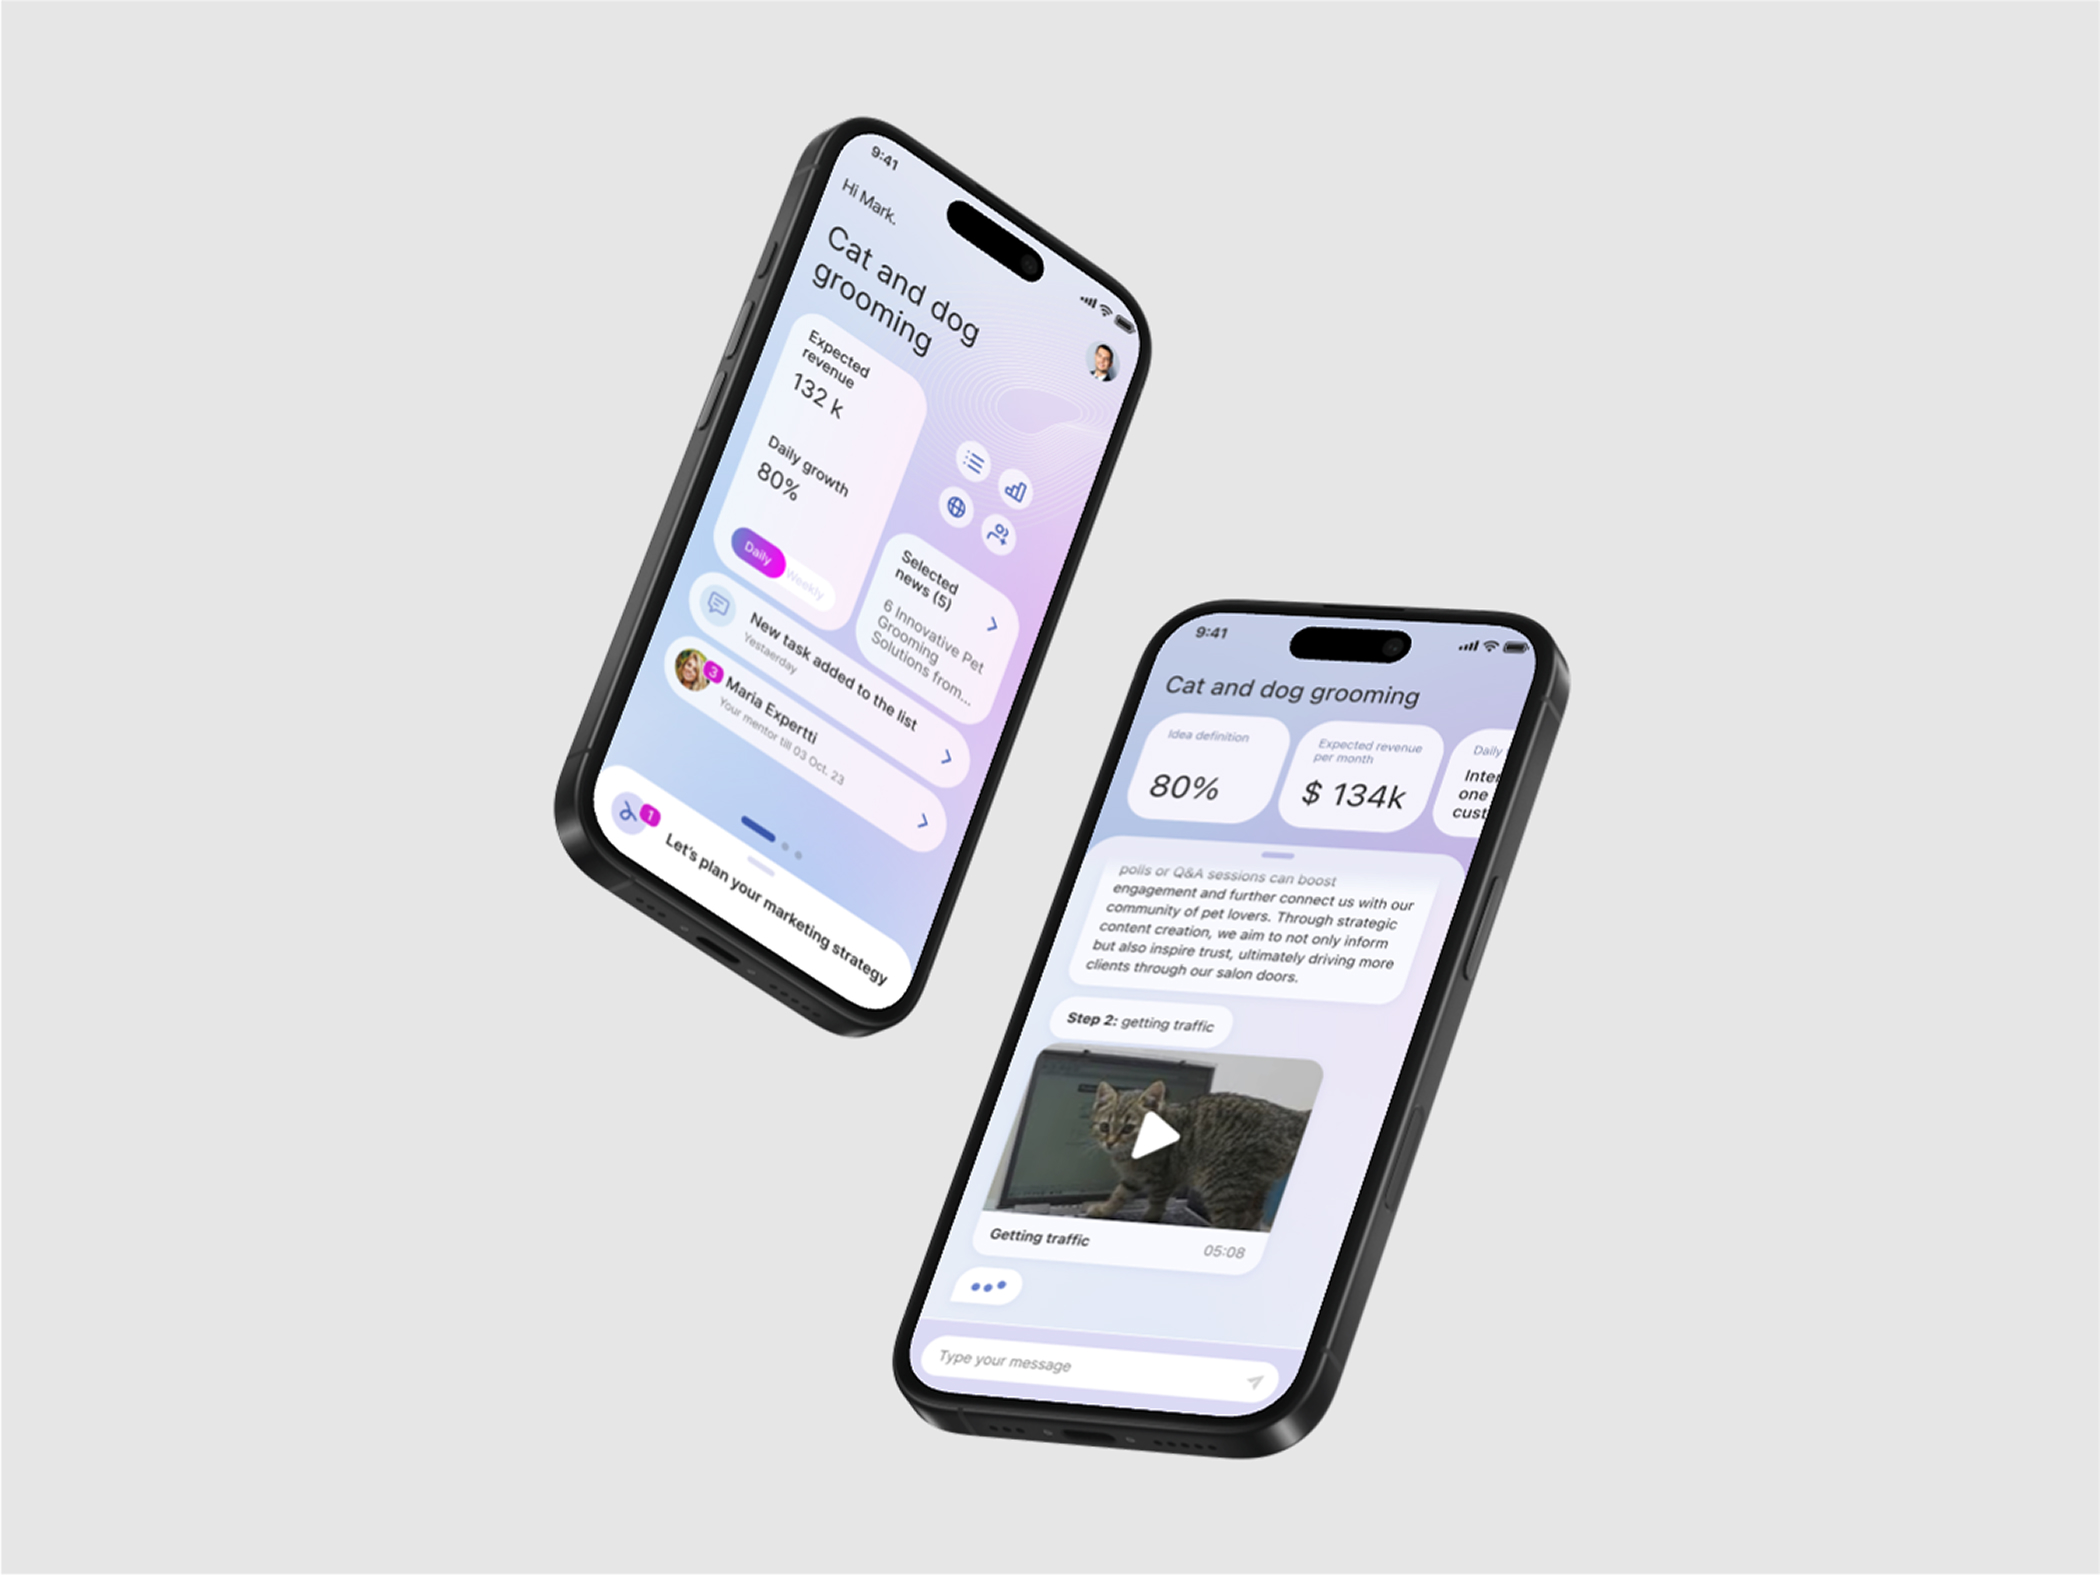 9:41
Hi Mark.
Cat and dog
grooming
Expected
revenue
132 k
Daily growth
80%
Daily
Weekly
Selected
news (5)
6 Innovative Pet
Grooming
Solutions from...
New task added to the list
Yestaerday
3
Maria Expertti
Your mentor till 03 Oct. 23
1
Let's plan your marketing strategy
9:41
Cat and dog grooming
Idea definition
80%
Expected revenue
per month
$ 134k
Daily
Inter
one
cust
polls or Q&A sessions can boost
engagement and further connect us with our
community of pet lovers. Through strategic
content creation, we aim to not only inform
but also inspire trust, ultimately driving more
clients through our salon doors.
Step 2: getting traffic
Getting traffic
05:08
Type your message